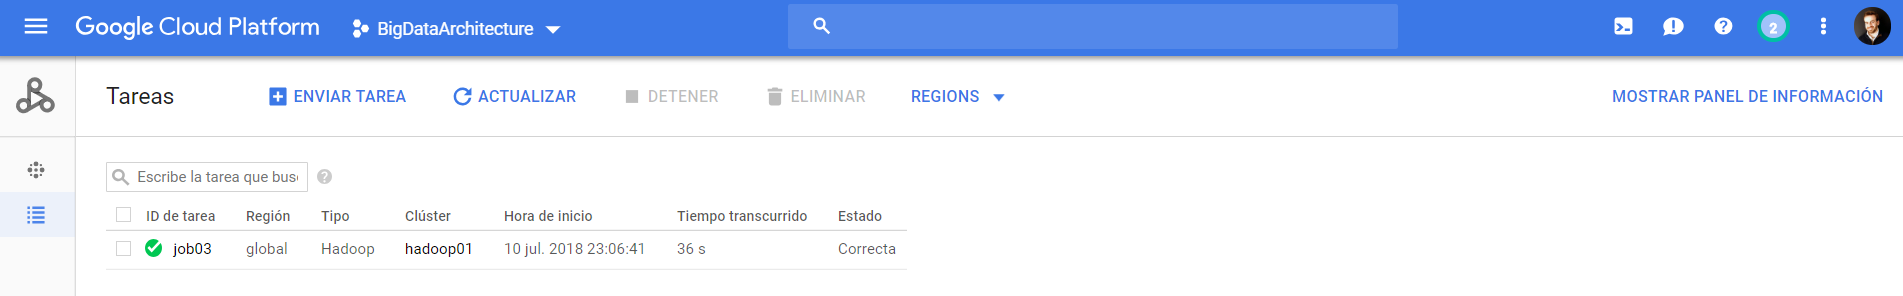 Google Cloud Platform BigDataArchitecture 2
Tareas ENVIAR TAREA ACTUALIZAR DETENER ELIMINAR REGIONS MOSTRAR PANEL DE INFORMACIÓN
Escribe la tarea que bus
ID de tarea Región Tipo Clúster Hora de inicio Tiempo transcurrido Estado
job03 global Hadoop hadoop01 10 jul. 2018 23:06:41 36 s Correcta